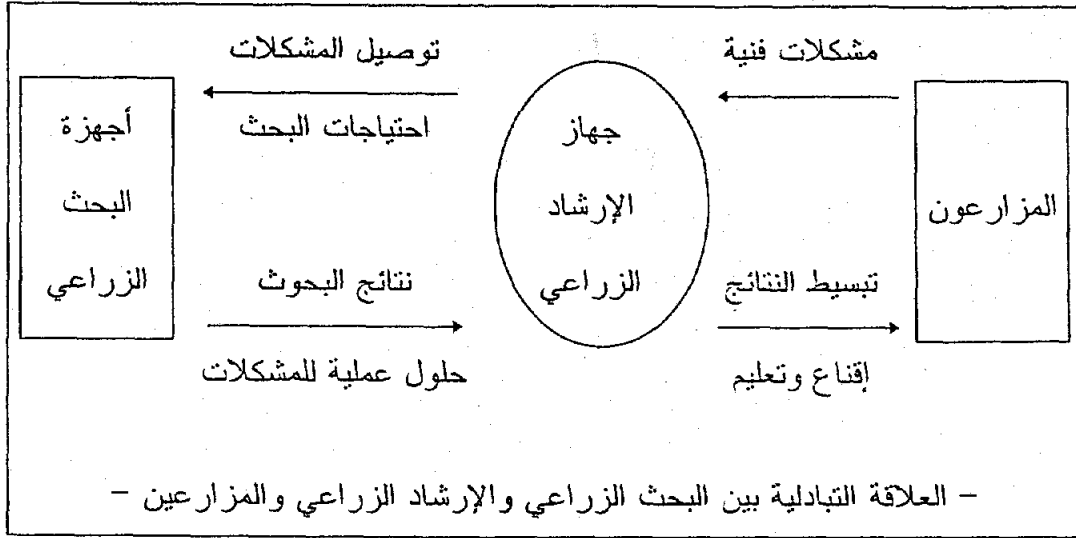 مشكلات فنية
توصيل المشكلات
احتياجات البحث
المزارعون
جهاز
الإرشاد
الزراعي
أجهزة
البحث
الزراعي
تبسيط النتائج
إقناع وتعليم
نتائج البحوث
حلول عملية للمشكلات
– العلاقة التبادلية بين البحث الزراعي والإرشاد الزراعي والمزارعين –